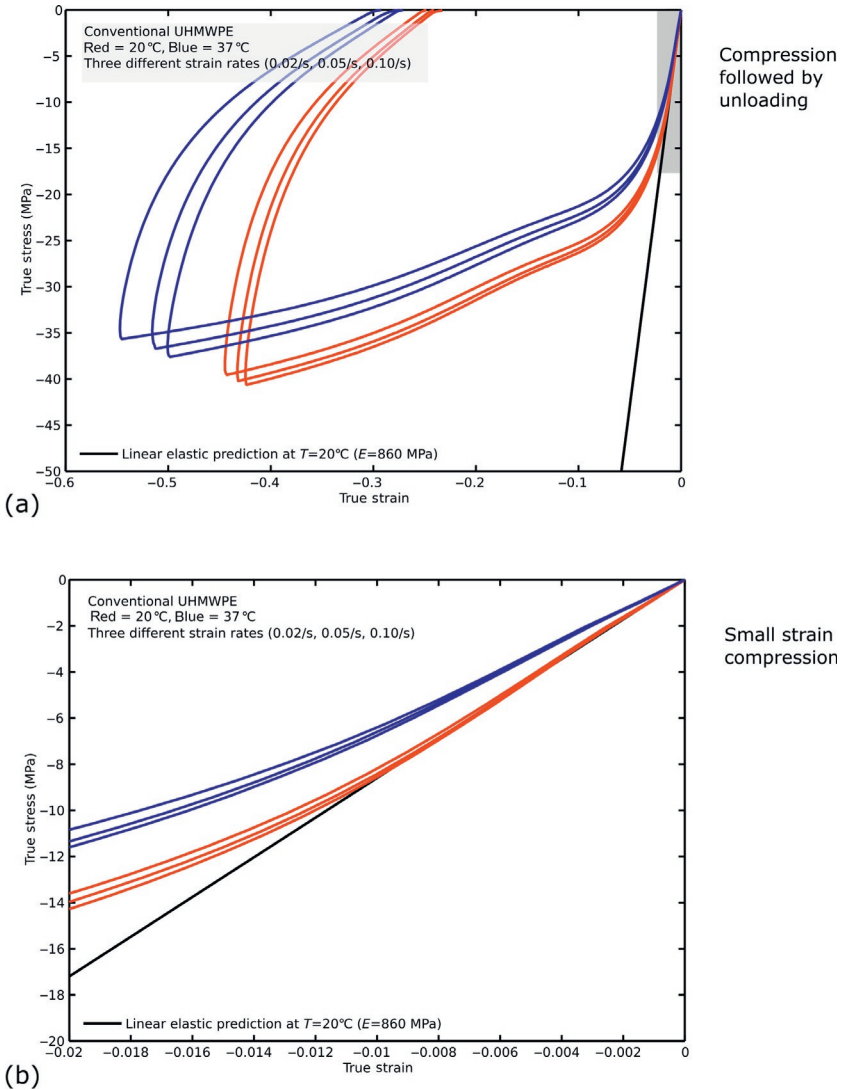 Conventional UHMWPE
Red = 20°C, Blue = 37°C
Three different strain rates (0.02/s, 0.05/s, 0.10/s)
Compression
followed by
unloading
0
−5
−10
−15
−20
−25
−30
−35
−40
−45
−50
True stress (MPa)
Linear elastic prediction at T=20°C (E=860 MPa)
−0.6
−0.5
−0.4
−0.3
−0.2
−0.1
0
True strain
(a)
Conventional UHMWPE
Red = 20°C, Blue = 37°C
Three different strain rates (0.02/s, 0.05/s, 0.10/s)
Small strain
compression
0
−2
−4
−6
−8
−10
−12
−14
−16
−18
−20
True stress (MPa)
Linear elastic prediction at T=20°C (E=860 MPa)
−0.02
−0.018
−0.016
−0.014
−0.012
−0.01
−0.008
−0.006
−0.004
−0.002
0
True strain
(b)